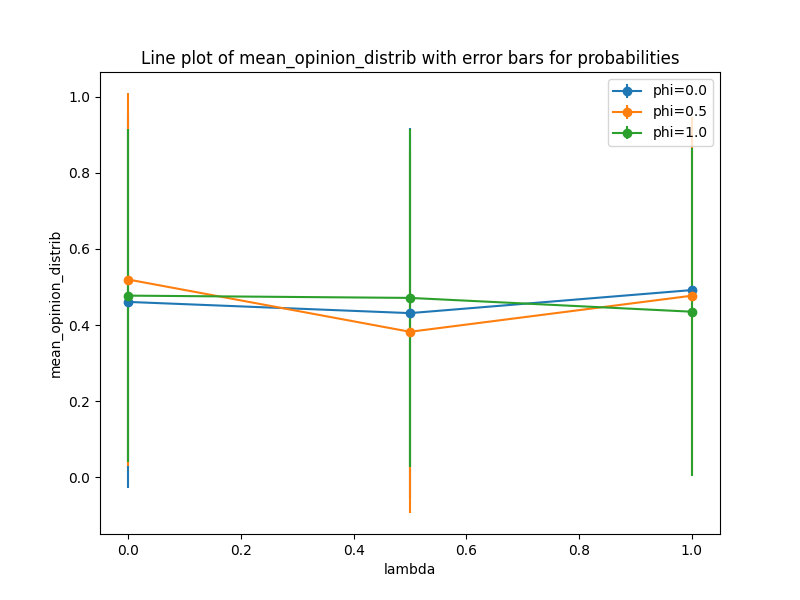 Line plot of mean_opinion_distrib with error bars for probabilities
phi=0.0
phi=0.5
phi=1.0
1.0
0.8
0.6
0.4
0.2
0.0
mean_opinion_distrib
0.0 0.2 0.4 0.6 0.8 1.0
lambda